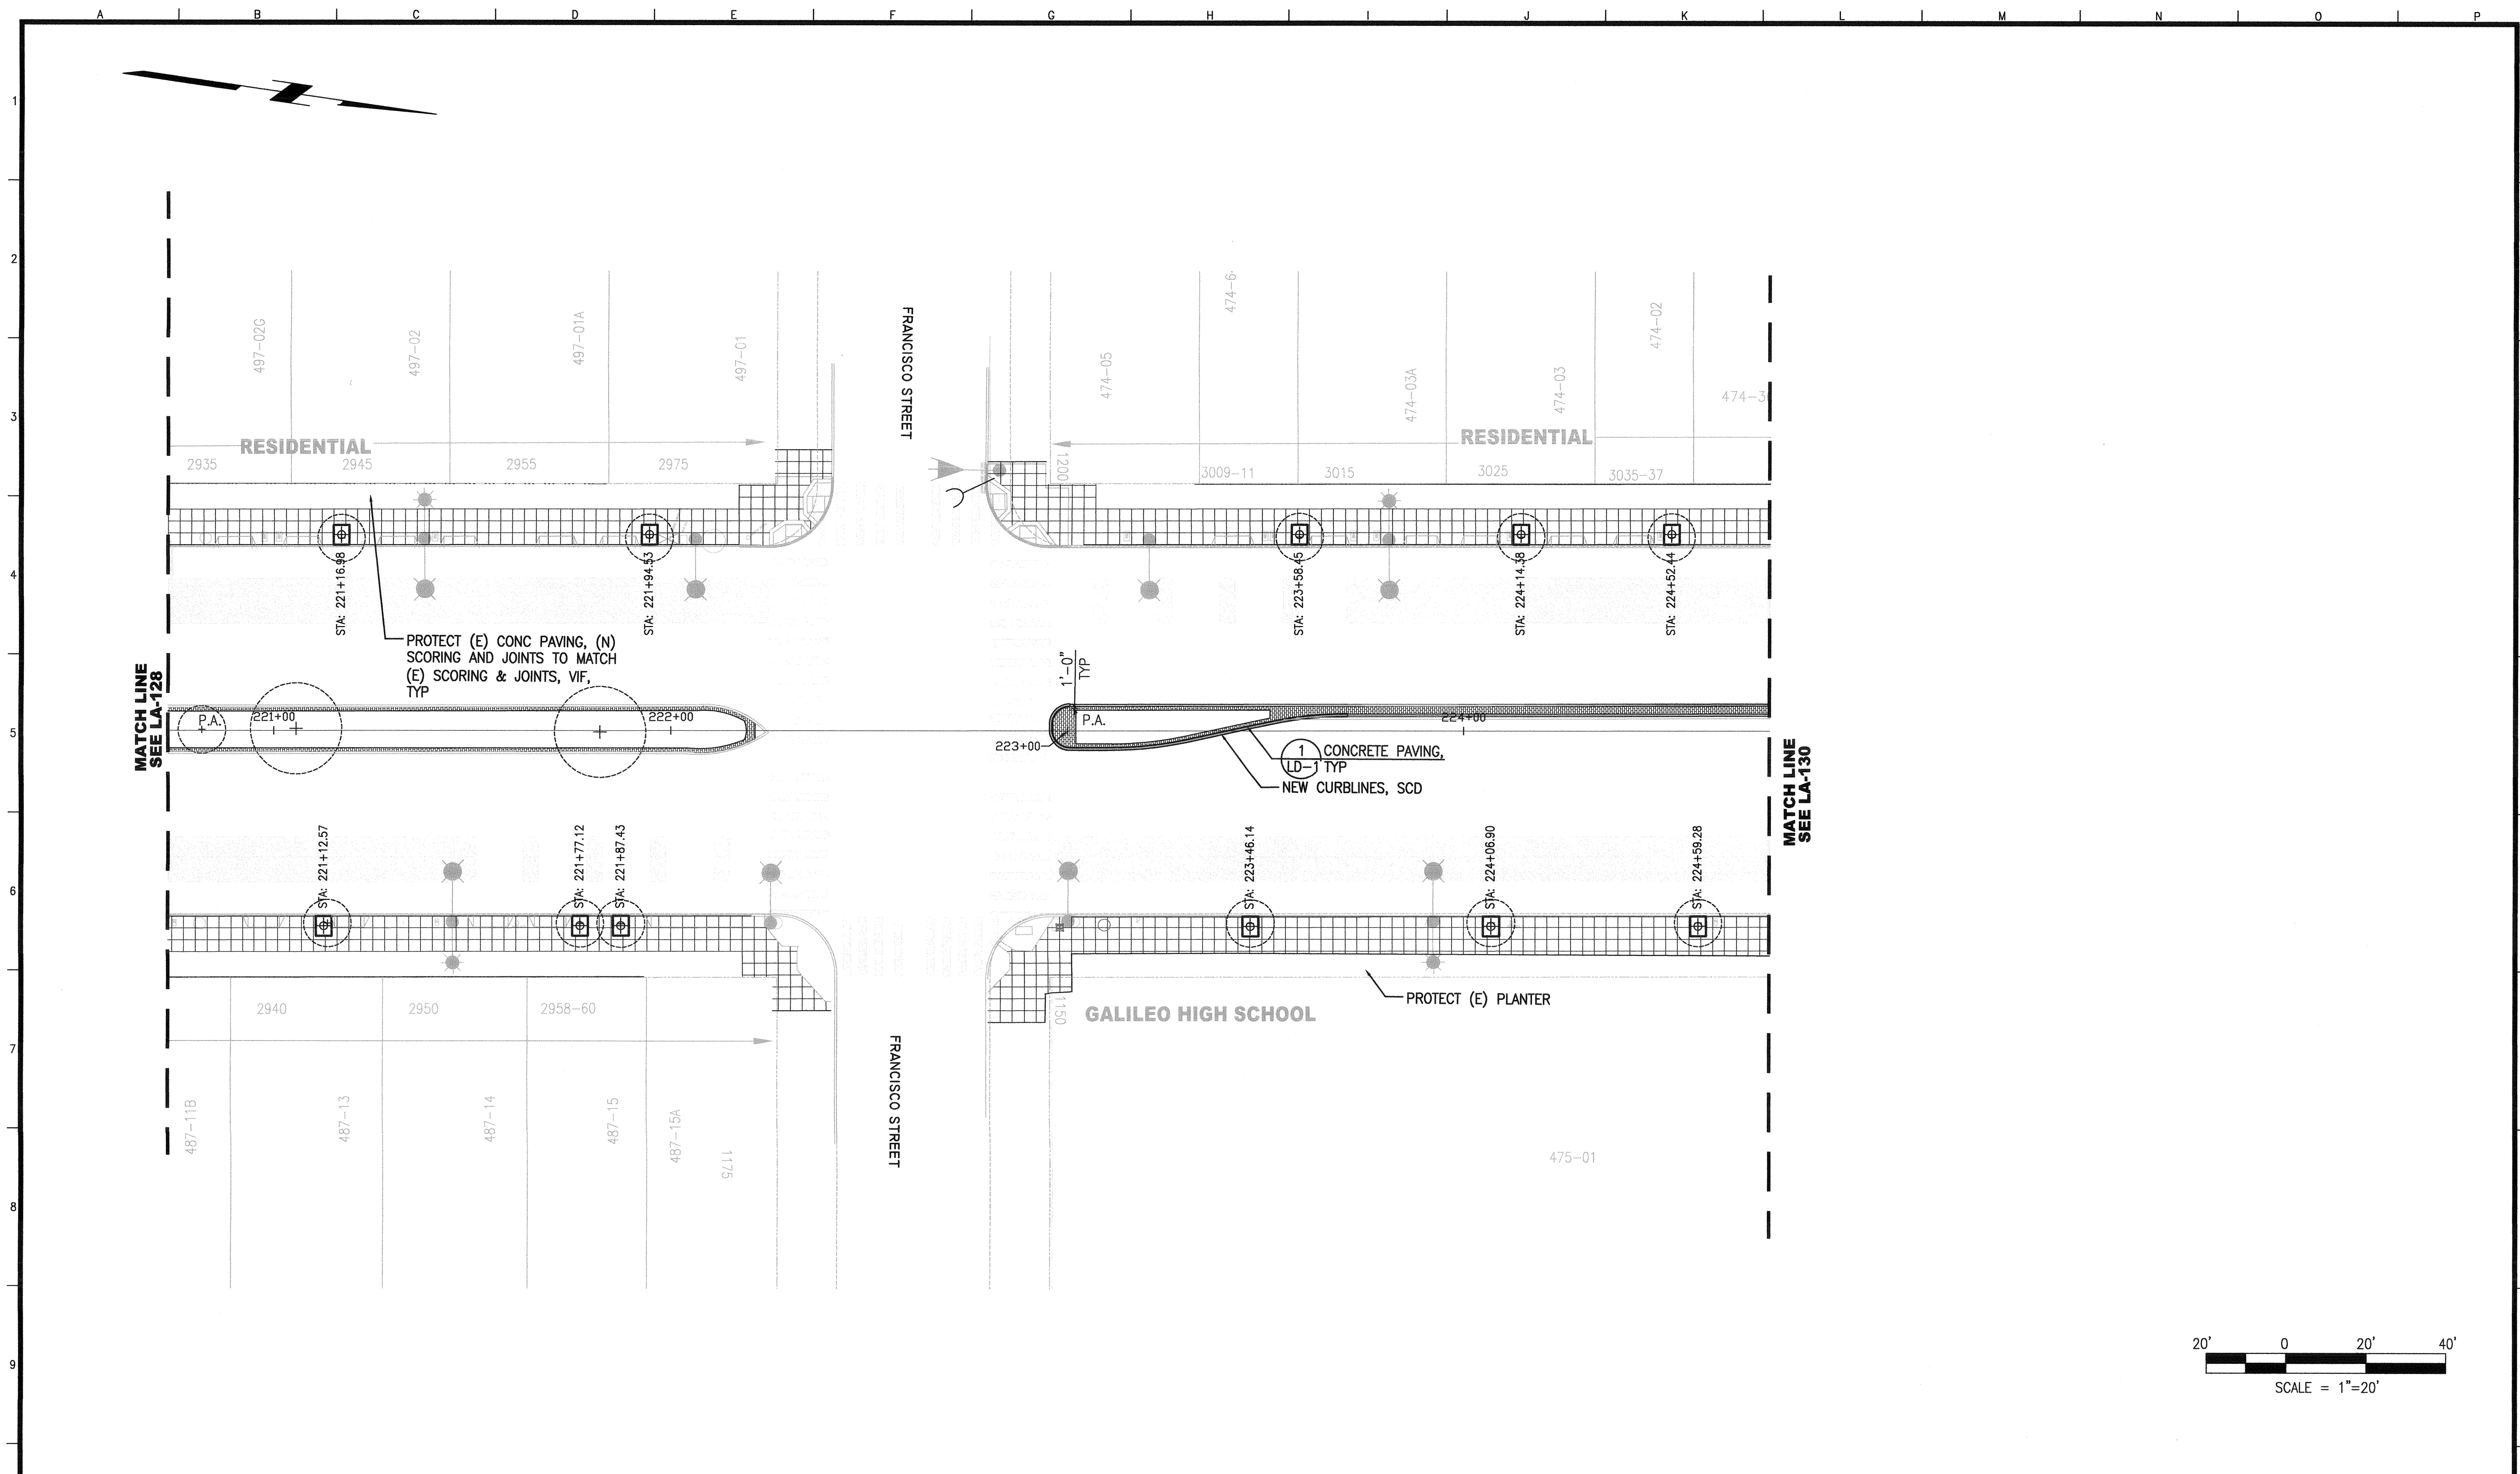 A B C D E F G H I J K L M N O P
1
2
3
4
5
6
7
8
9
497-02G
497-02
497-01A
497-01
FRANCISCO STREET
474-05
474-6
474-03A
474-03
474-02
RESIDENTIAL
RESIDENTIAL
2935
2945
2955
2975
1200
3009-11
3015
3025
3035-37
STA: 221+16.98
STA: 221+94.53
STA: 223+58.45
STA: 224+14.38
STA: 224+52.44
PROTECT (E) CONC PAVING, (N)
SCORING AND JOINTS TO MATCH
(E) SCORING & JOINTS, VIF,
TYP
MATCH LINE
SEE LA-128
P.A.
221+00
222+00
1'-0"
TYP
P.A.
223+00
224+00
1
LD-1
CONCRETE PAVING,
TYP
NEW CURBLINES, SCD
MATCH LINE
SEE LA-130
STA: 221+12.57
STA: 221+77.12
STA: 221+87.43
STA: 223+46.14
STA: 224+06.90
STA: 224+59.28
PROTECT (E) PLANTER
2940
2950
2958-60
1150
GALILEO HIGH SCHOOL
FRANCISCO STREET
487-11B
487-13
487-14
487-15
487-15A
1175
475-01
20' 0 20' 40'
SCALE = 1"=20'